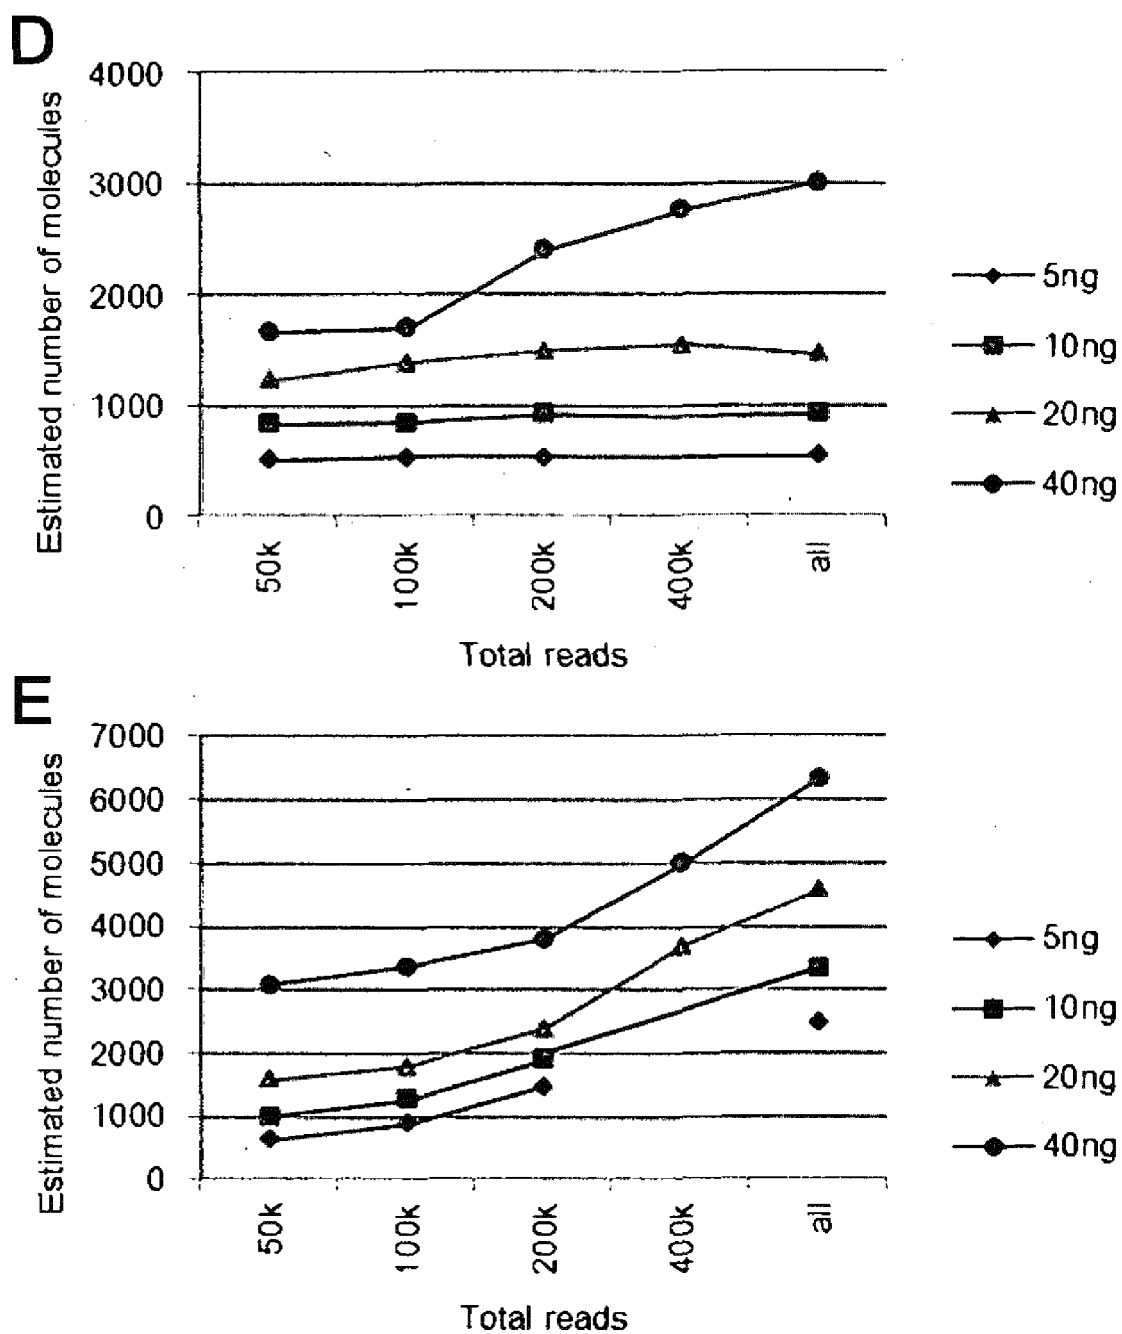 D
Estimated number of molecules
4000
3000
2000
1000
0
50k
100k
200k
400k
all
Total reads
5ng
10ng
20ng
40ng
E
Estimated number of molecules
7000
6000
5000
4000
3000
2000
1000
0
50k
100k
200k
400k
all
Total reads
5ng
10ng
20ng
40ng